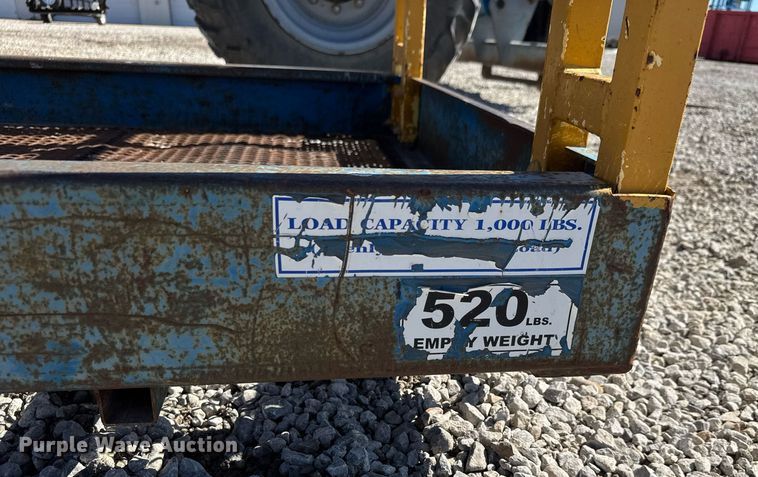 LOAD CAPACITY 1,000 LBS.
520 LBS.
EMPTY WEIGHT
Purple Wave Auction